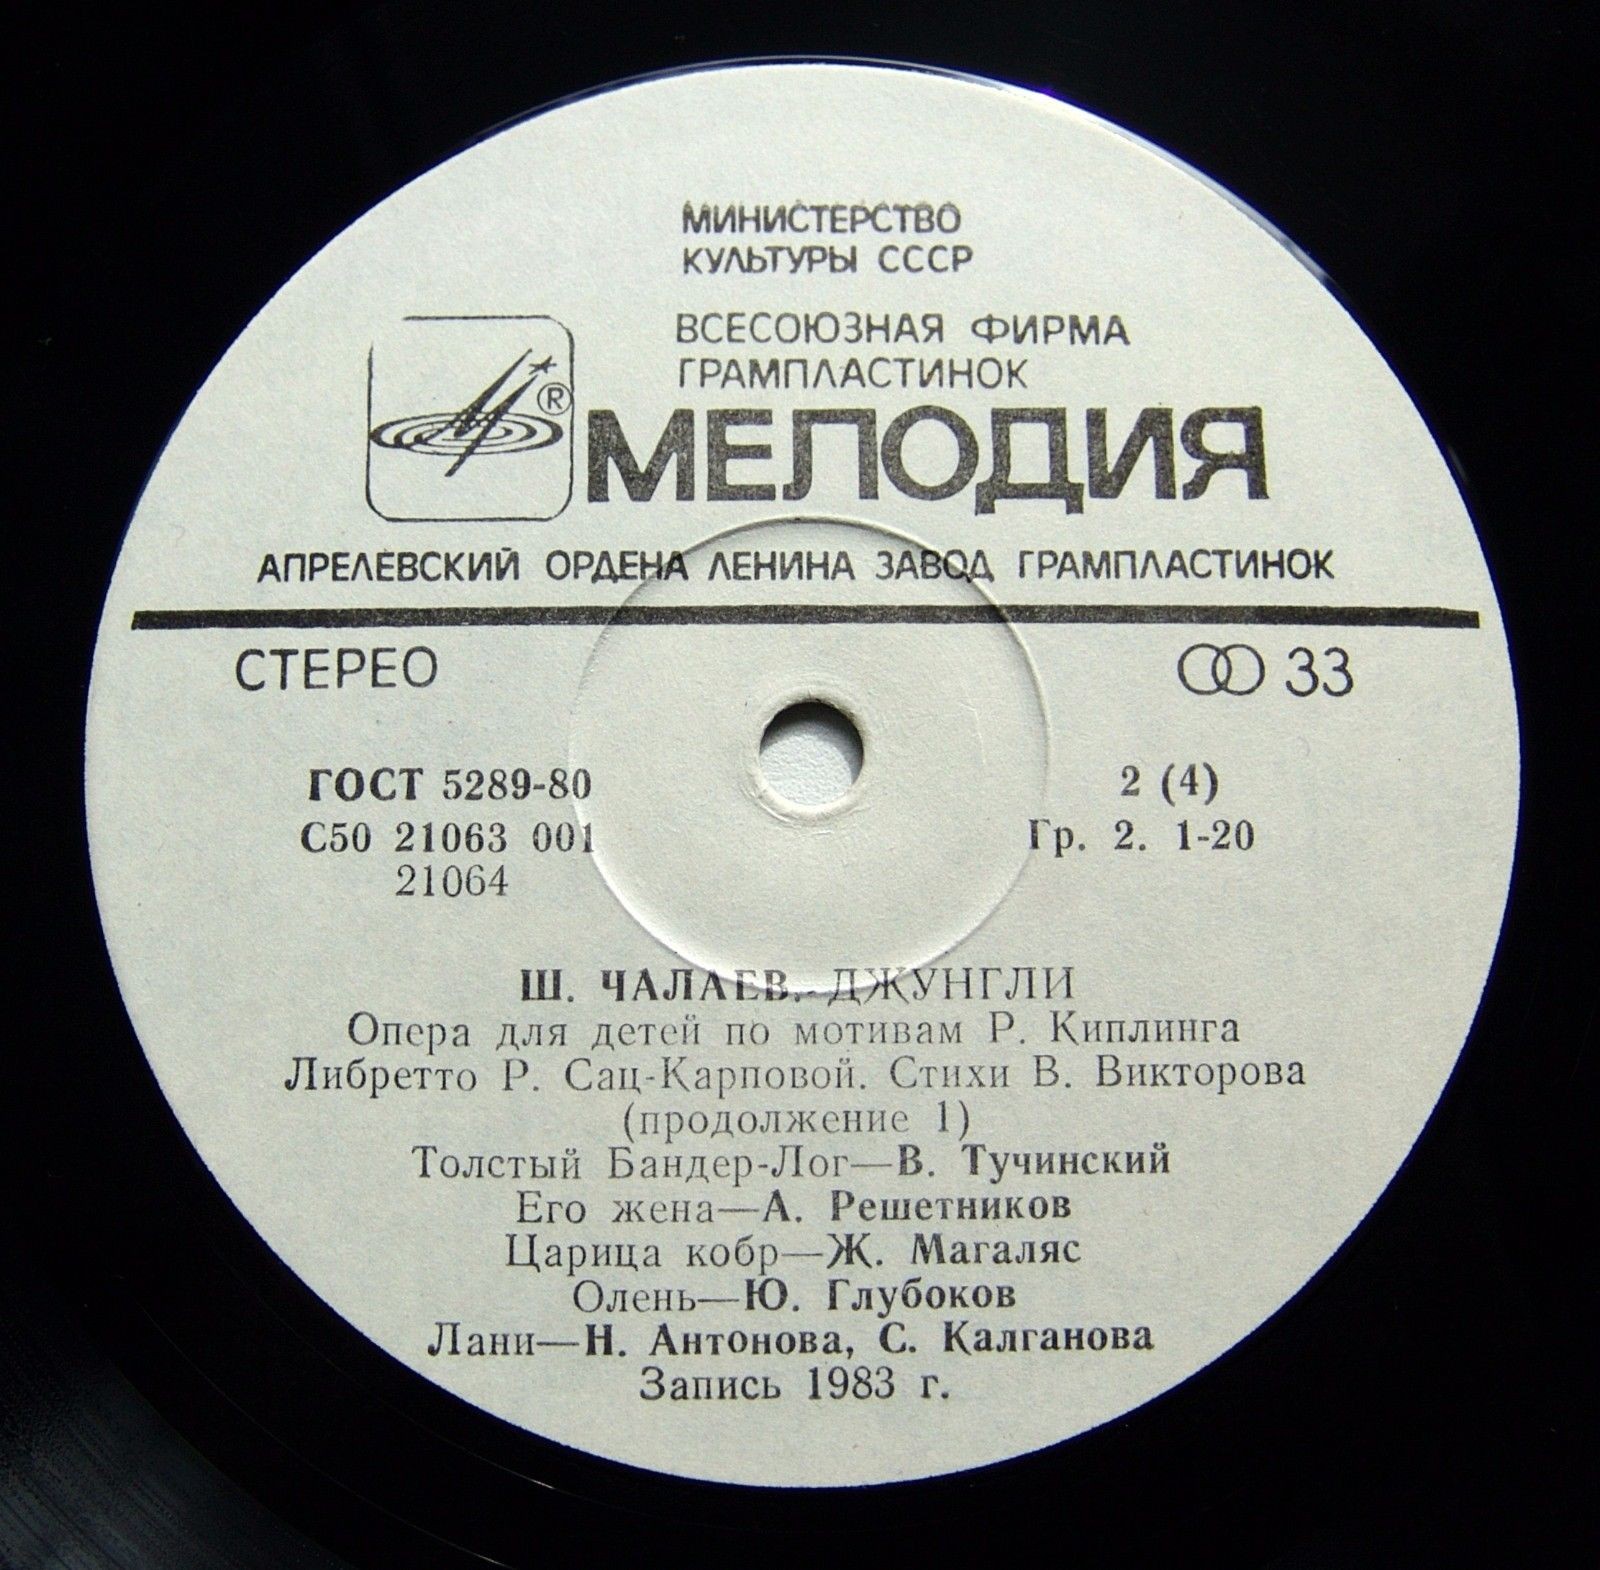 МИНИСТЕРСТВО
КУЛЬТУРЫ СССР
ВСЕСОЮЗНАЯ ФИРМА
ГРАМПЛАСТИНОК
®
МЕЛОДИЯ
АПРЕЛЕВСКИЙ ОРДЕНА ЛЕНИНА ЗАВОД ГРАМПЛАСТИНОК
СТЕРЕО 33
ГОСТ 5289-80 2 (4)
С50 21063 001 Гр. 2. 1-20
21064
Ш. ЧАЛАЕВ. ДЖУНГЛИ
Опера для детей по мотивам Р. Киплинга
Либретто Р. Сац-Карповой. Стихи В. Викторова
(продолжение 1)
Толстый Бандер-Лог—В. Тучинский
Его жена—А. Решетников
Царица кобр—Ж. Магаляс
Олень—Ю. Глубоков
Лани—Н. Антонова, С. Калганова
Запись 1983 г.